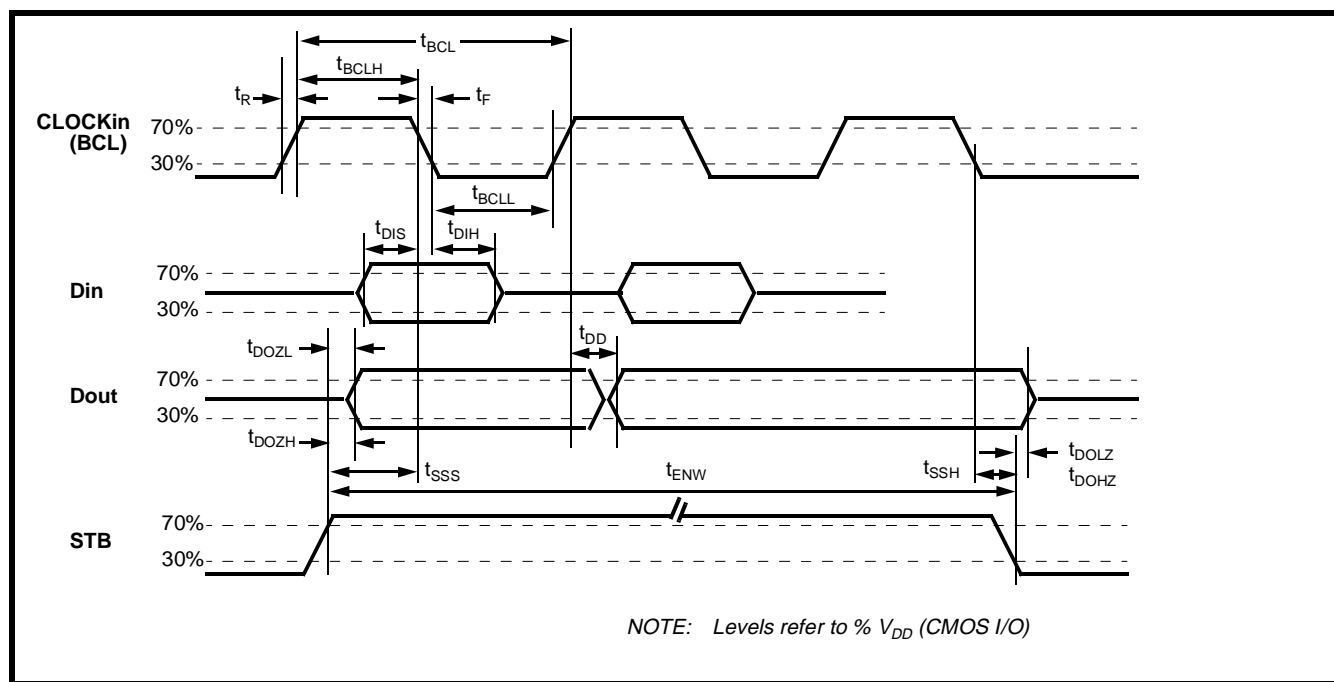 tBCL
tBCLH
tR
tF
CLOCKin
(BCL)
70%
30%
tBCLL
tDIS
tDIH
Din
70%
30%
tDOZL
tDD
Dout
70%
30%
tDOZH
tSSS
tENW
tSSH
tDOLZ
tDOHZ
STB
70%
30%
NOTE: Levels refer to % VDD (CMOS I/O)